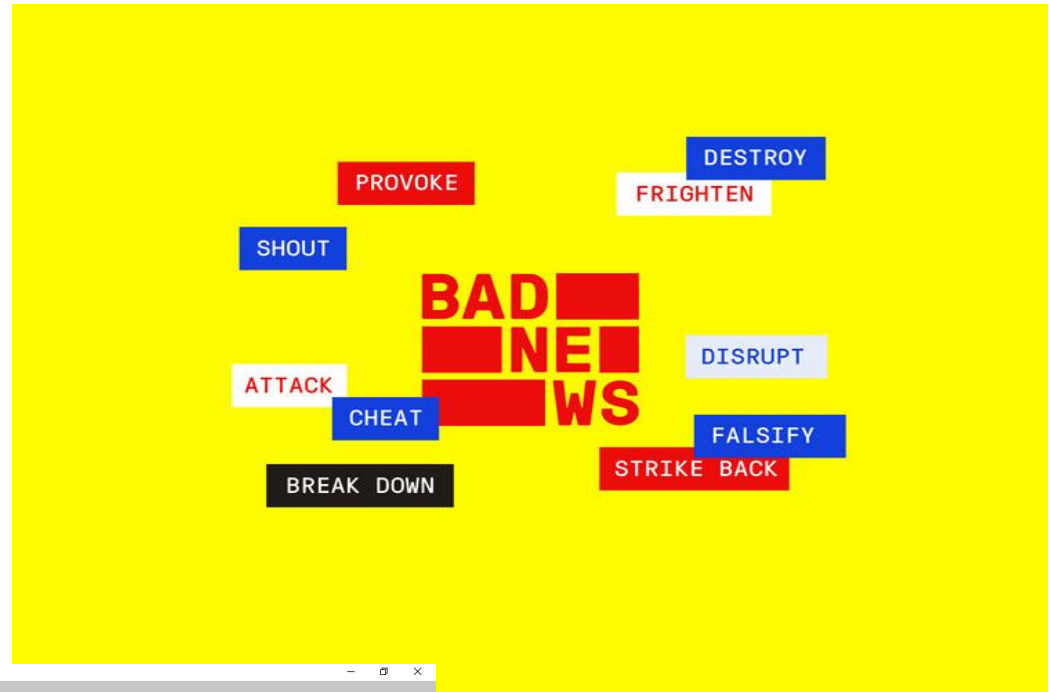 DESTROY
PROVOKE
FRIGHTEN
SHOUT
BAD
NE
WS
DISRUPT
ATTACK
CHEAT
FALSIFY
STRIKE BACK
BREAK DOWN